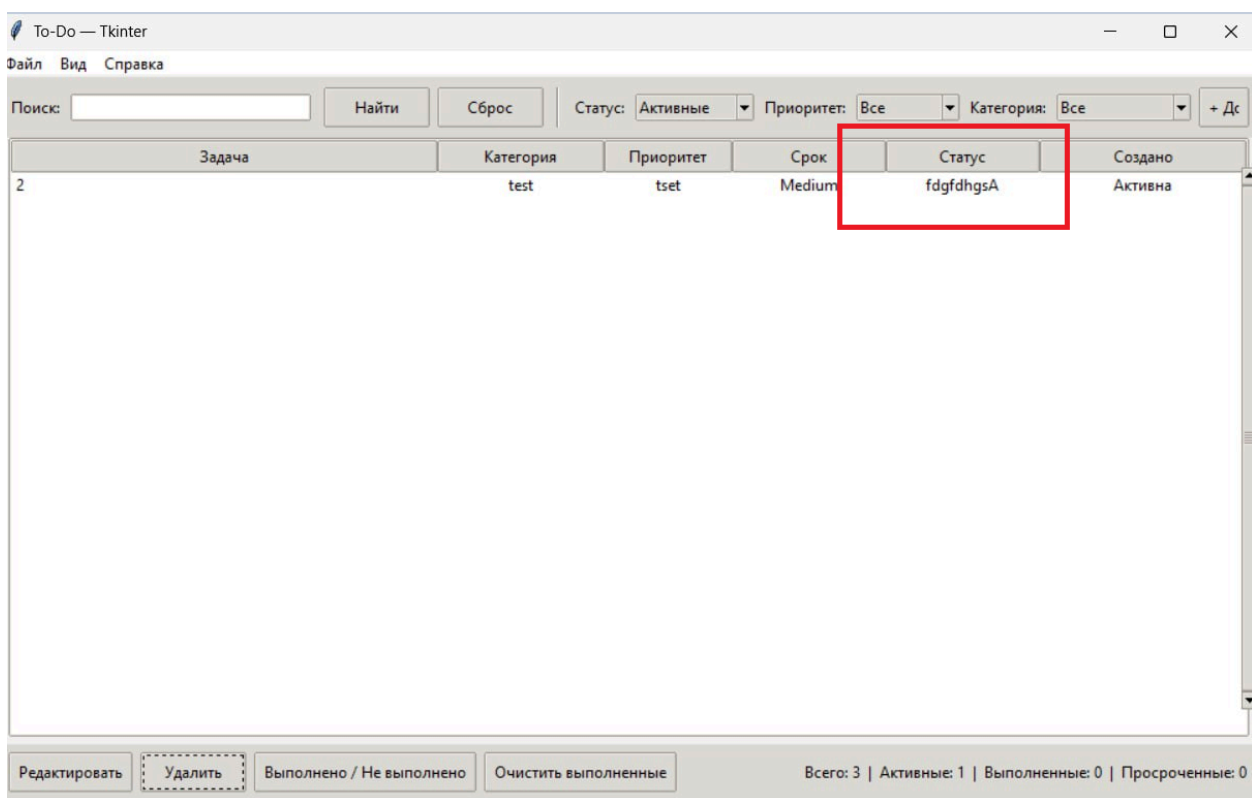 To-Do — Tkinter
Файл Вид Справка
Поиск: Найти Сброс Статус: Активные Приоритет: Все Категория: Все + Дс
Задача Категория Приоритет Срок Статус Создано
2 test tset Medium fdgfdhgsA Активна
Редактировать Удалить Выполнено / Не выполнено Очистить выполненные Всего: 3 | Активные: 1 | Выполненные: 0 | Просроченные: 0